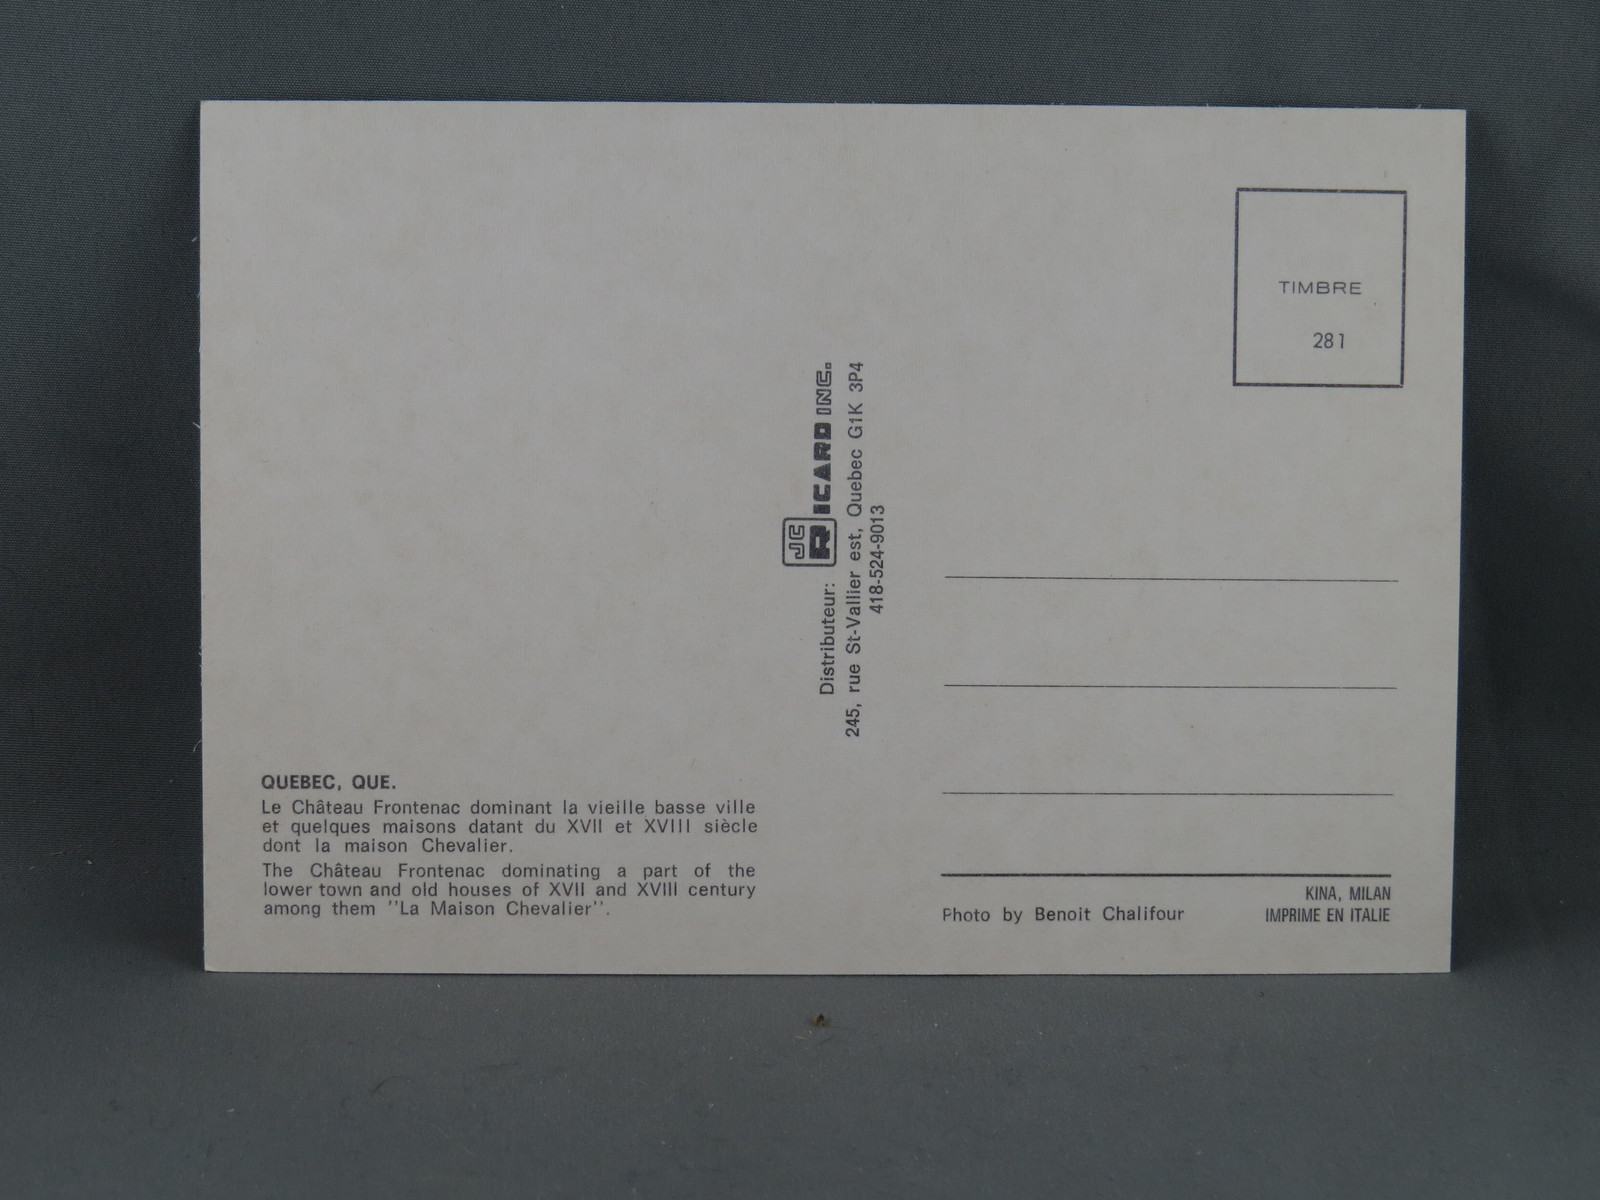 TIMBRE
281
Distributeur: JC RICARD INC.
245, rue St-Vallier est, Quebec G1K 3P4
418-524-9013
QUEBEC, QUE.
Le Château Frontenac dominant la vieille basse ville
et quelques maisons datant du XVII et XVIII siècle
dont la maison Chevalier.
The Château Frontenac dominating a part of the
lower town and old houses of XVII and XVIII century
among them ''La Maison Chevalier''.
Photo by Benoit Chalifour
KINA, MILAN
IMPRIME EN ITALIE